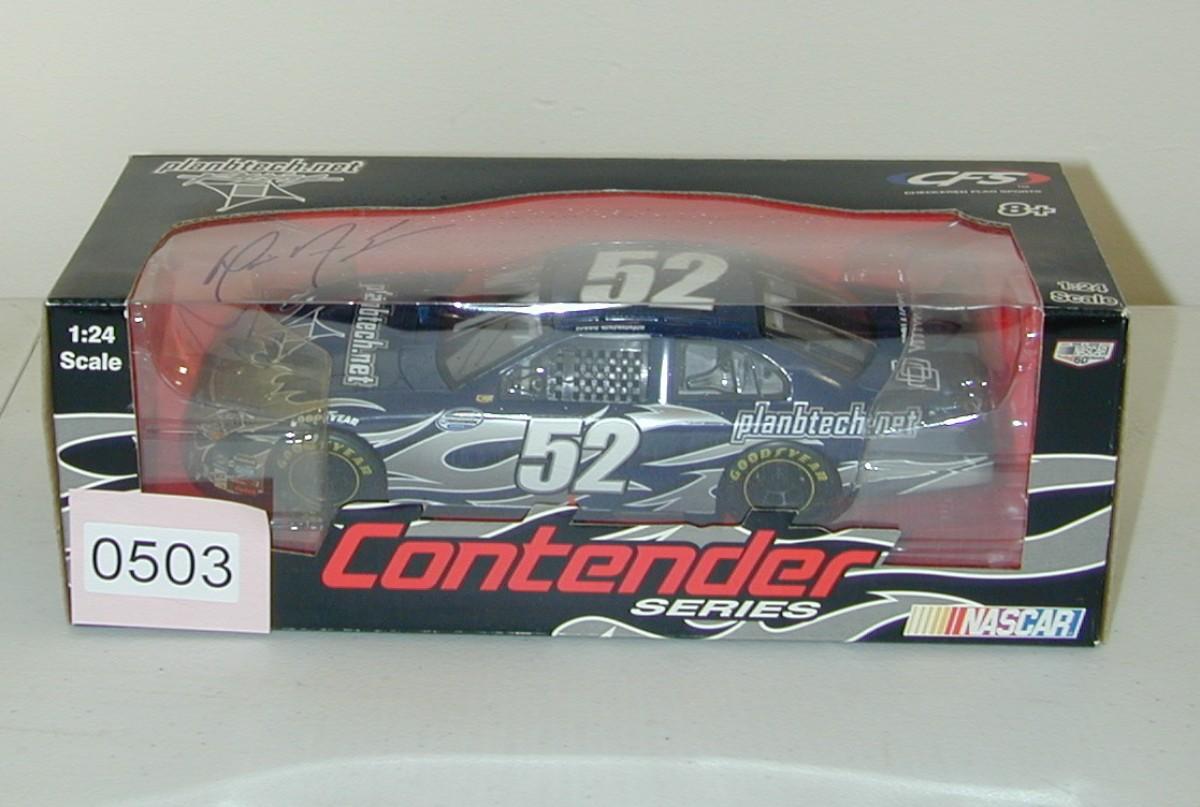 planbtech.net
CFS
CHECKERED FLAG SPORTS
8+
1:24
Scale
1:24
Scale
52
planbtech.net
GOODYEAR
52
planbtech.net
GOODYEAR
GOODYEAR
0503
Contender
SERIES
NASCAR